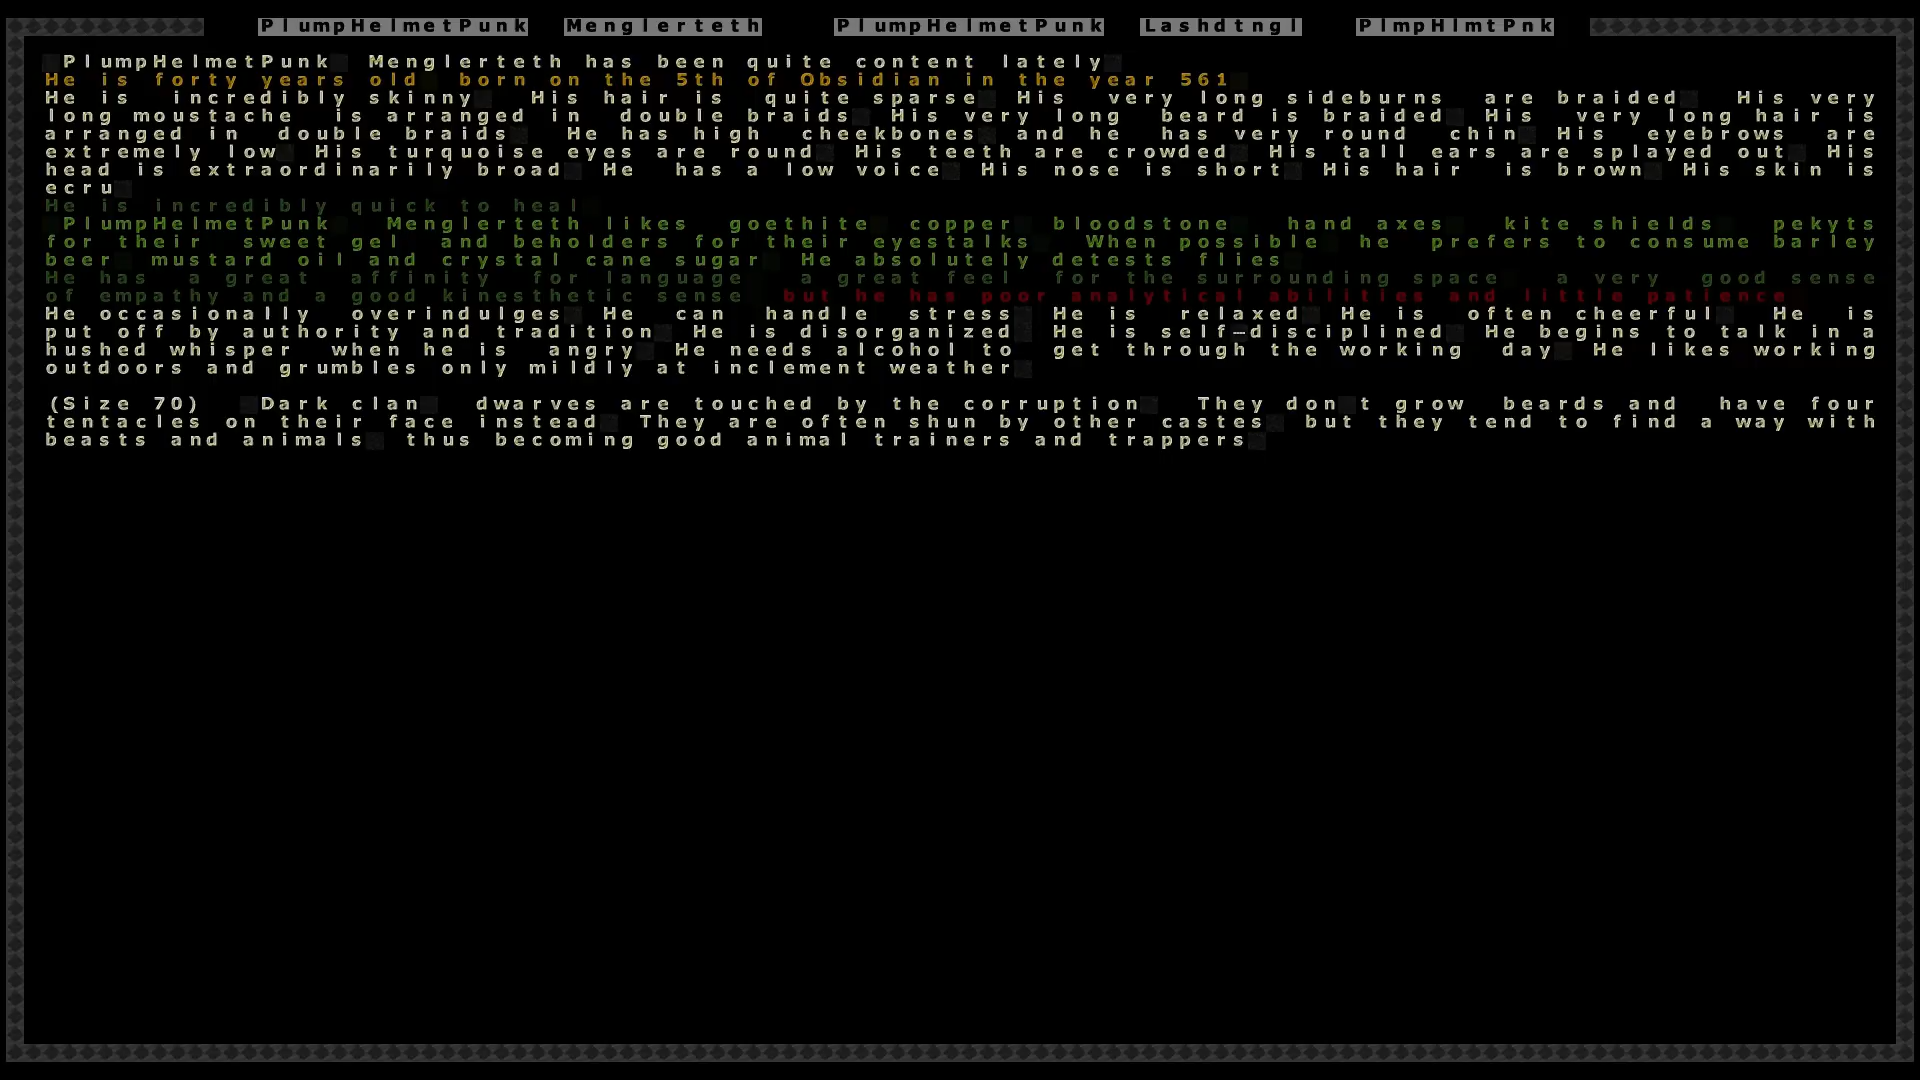 PlumpHelmetPunk Menglerteth PlumpHelmetPunk Lashdtngl PlmpHlmtPnk
PlumpHelmetPunk Menglerteth has been quite content lately
He is forty years old born on the 5th of Obsidian in the year 561
He is incredibly skinny His hair is quite sparse His very long sideburns are braided His very
long moustache is arranged in double braids His very long beard is braided His very long hair is
arranged in double braids He has high cheekbones and he has very round chin His eyebrows are
extremely low His turquoise eyes are round His teeth are crowded His tall ears are splayed out His
head is extraordinarily broad He has a low voice His nose is short His hair is brown His skin is
ecru
He is incredibly quick to heal
PlumpHelmetPunk Menglerteth likes goethite copper bloodstone hand axes kite shields pekyts
for their sweet gel and beholders for their eyestalks When possible he prefers to consume barley
beer mustard oil and crystal cane sugar He absolutely detests flies
He has a great affinity for language a great feel for the surrounding space a very good sense
of empathy and a good kinesthetic sense but he has poor analytical abilities and little patience
He occasionally overindulges He can handle stress He is relaxed He is often cheerful He is
put off by authority and tradition He is disorganized He is self-disciplined He begins to talk in a
hushed whisper when he is angry He needs alcohol to get through the working day He likes working
outdoors and grumbles only mildly at inclement weather
(Size 70) Dark clan dwarves are touched by the corruption They don t grow beards and have four
tentacles on their face instead They are often shun by other castes but they tend to find a way with
beasts and animals thus becoming good animal trainers and trappers